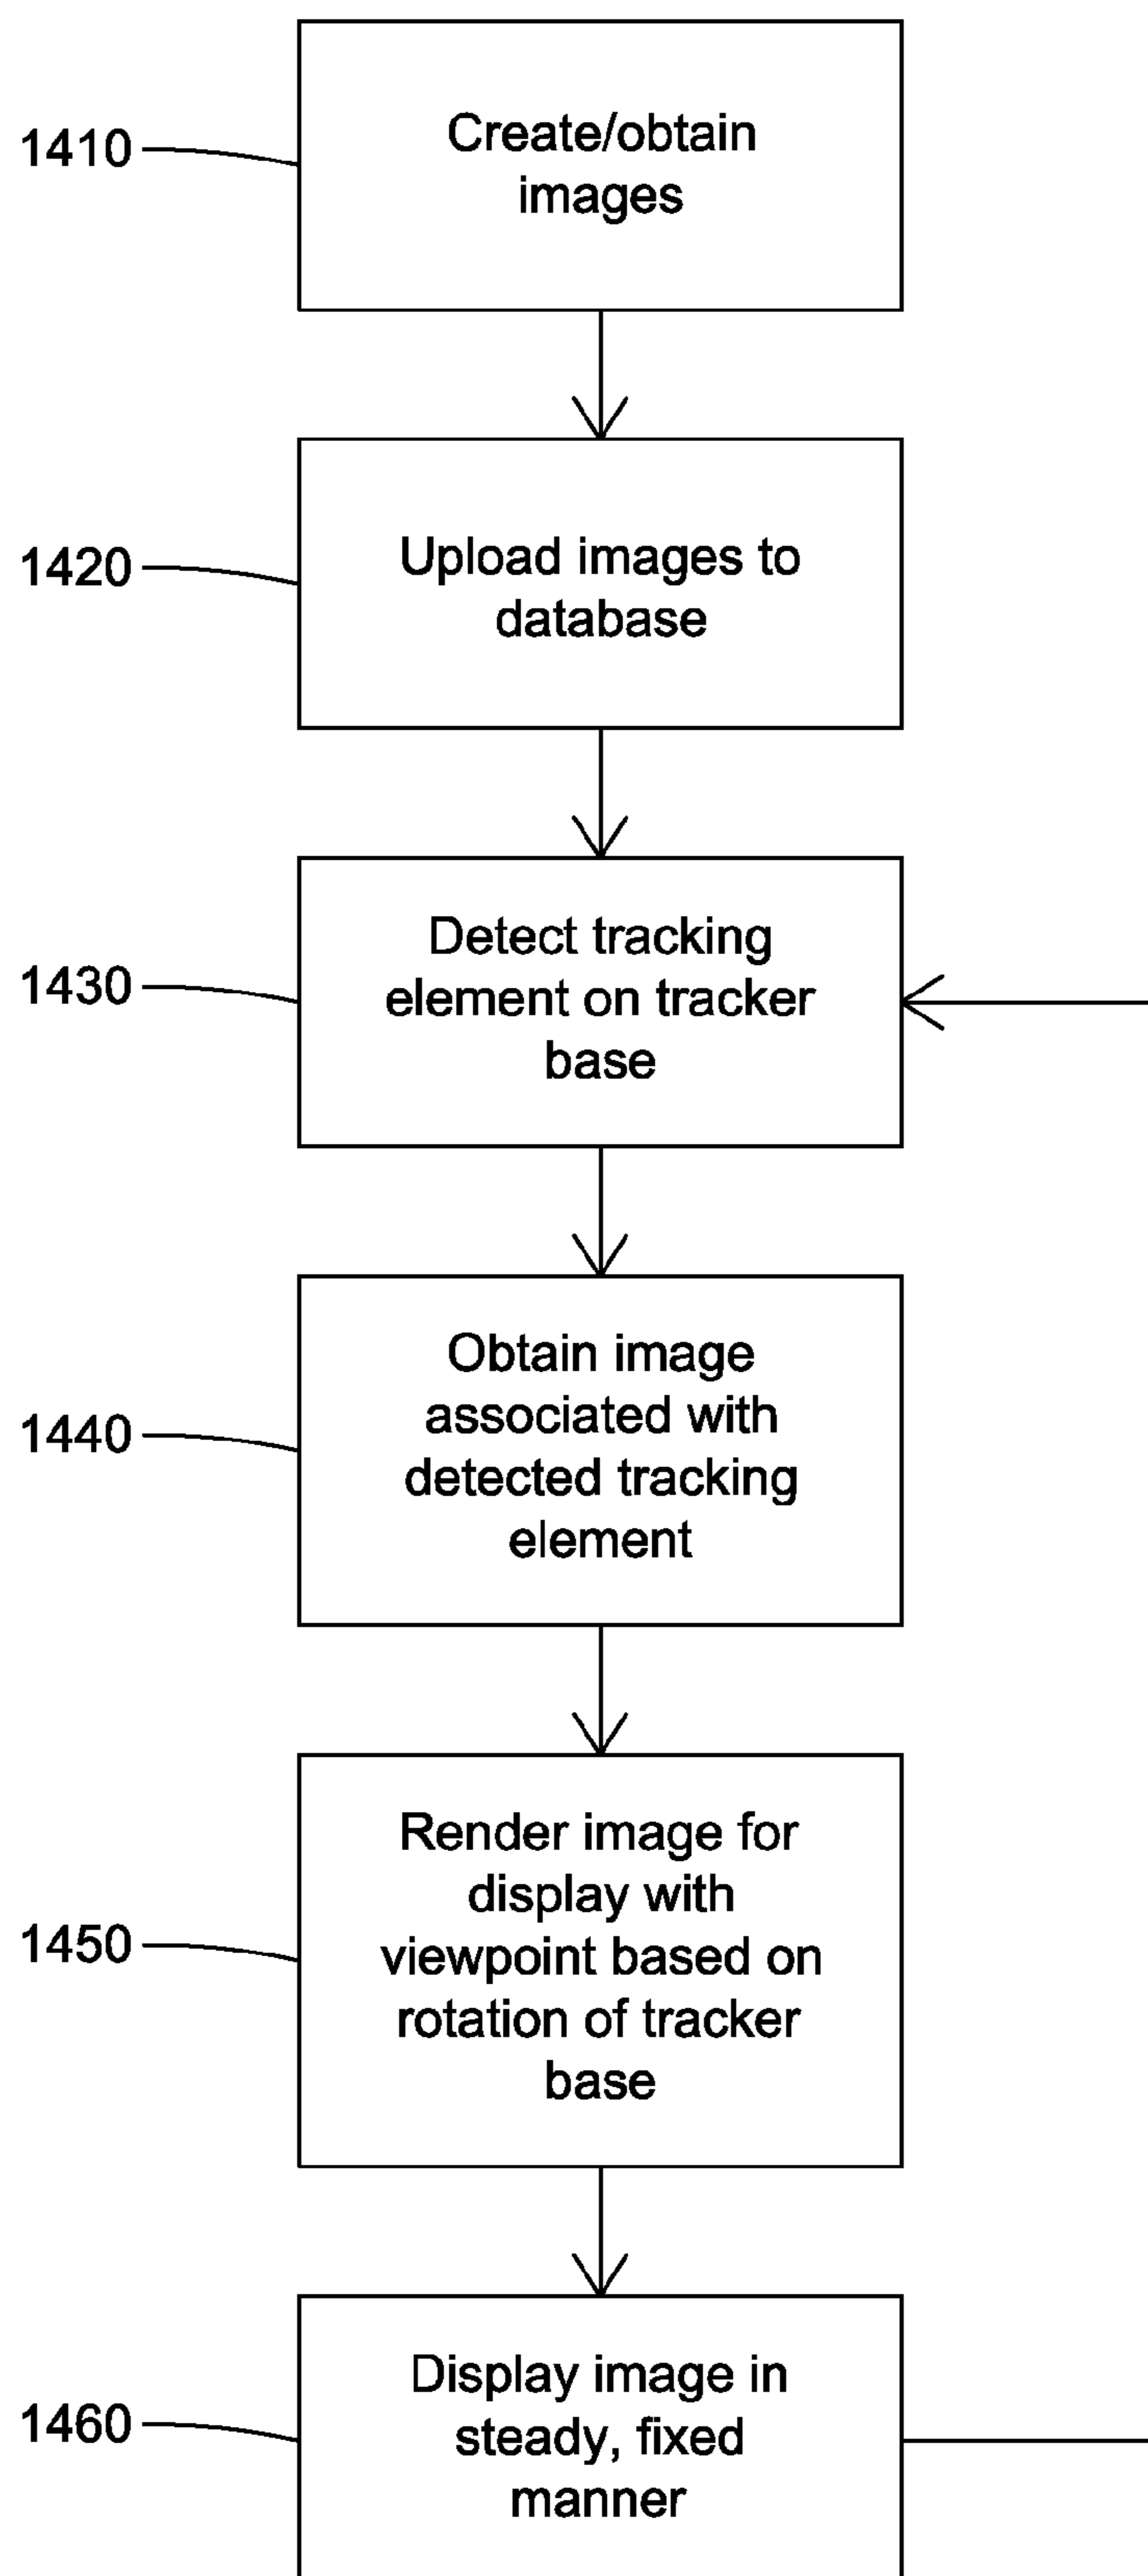 1410
Create/obtain
images
1420
Upload images to
database
1430
Detect tracking
element on tracker
base
1440
Obtain image
associated with
detected tracking
element
1450
Render image for
display with
viewpoint based on
rotation of tracker
base
1460
Display image in
steady, fixed
manner